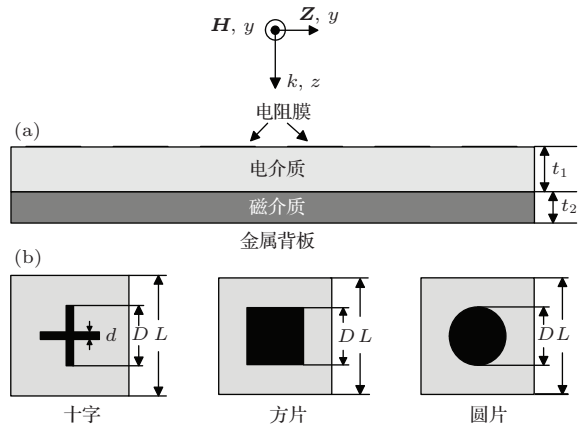 H, y Z, y
k, z
电阻膜
(a)
电介质 t1
磁介质 t2
金属背板
(b)
d D L D L D L
十字 方片 圆片